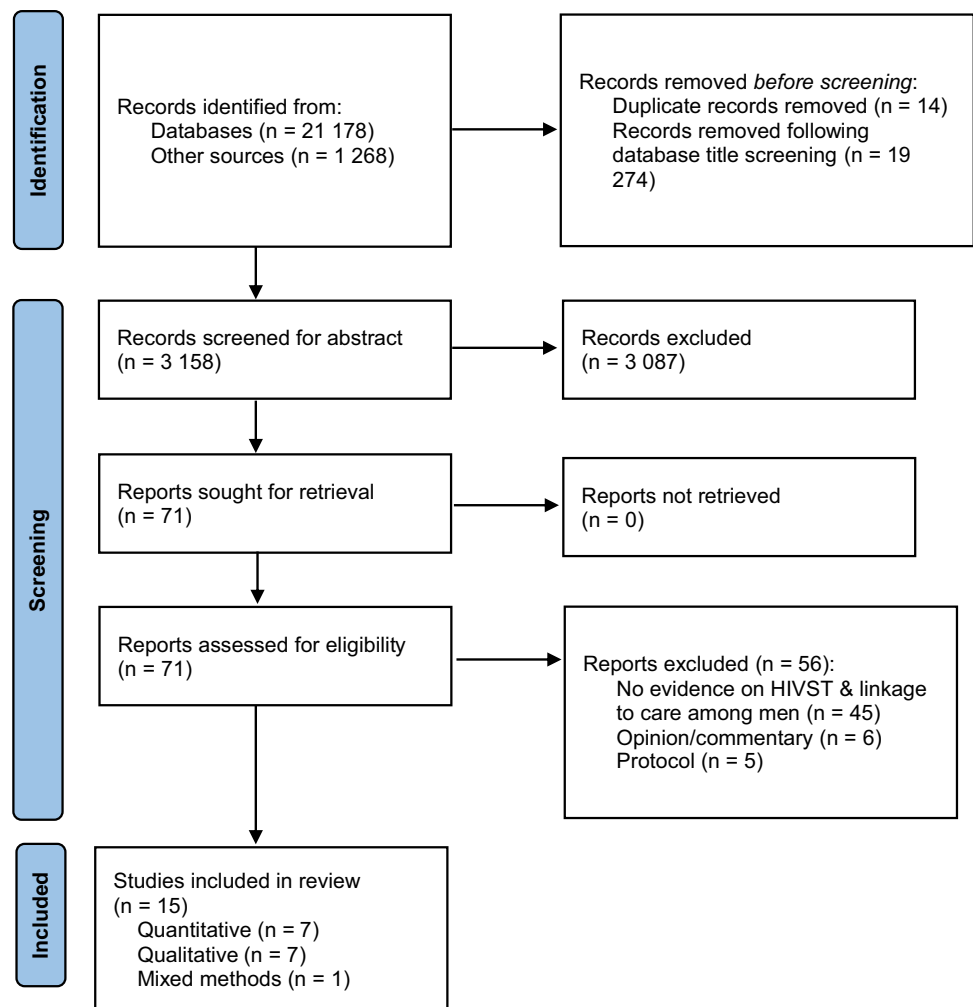 Identification
Records identified from:
Databases (n = 21 178)
Other sources (n = 1 268)
Records removed before screening:
Duplicate records removed (n = 14)
Records removed following
database title screening (n = 19
274)
Screening
Records screened for abstract
(n = 3 158)
Records excluded
(n = 3 087)
Reports sought for retrieval
(n = 71)
Reports not retrieved
(n = 0)
Reports assessed for eligibility
(n = 71)
Reports excluded (n = 56):
No evidence on HIVST & linkage
to care among men (n = 45)
Opinion/commentary (n = 6)
Protocol (n = 5)
Included
Studies included in review
(n = 15)
Quantitative (n = 7)
Qualitative (n = 7)
Mixed methods (n = 1)